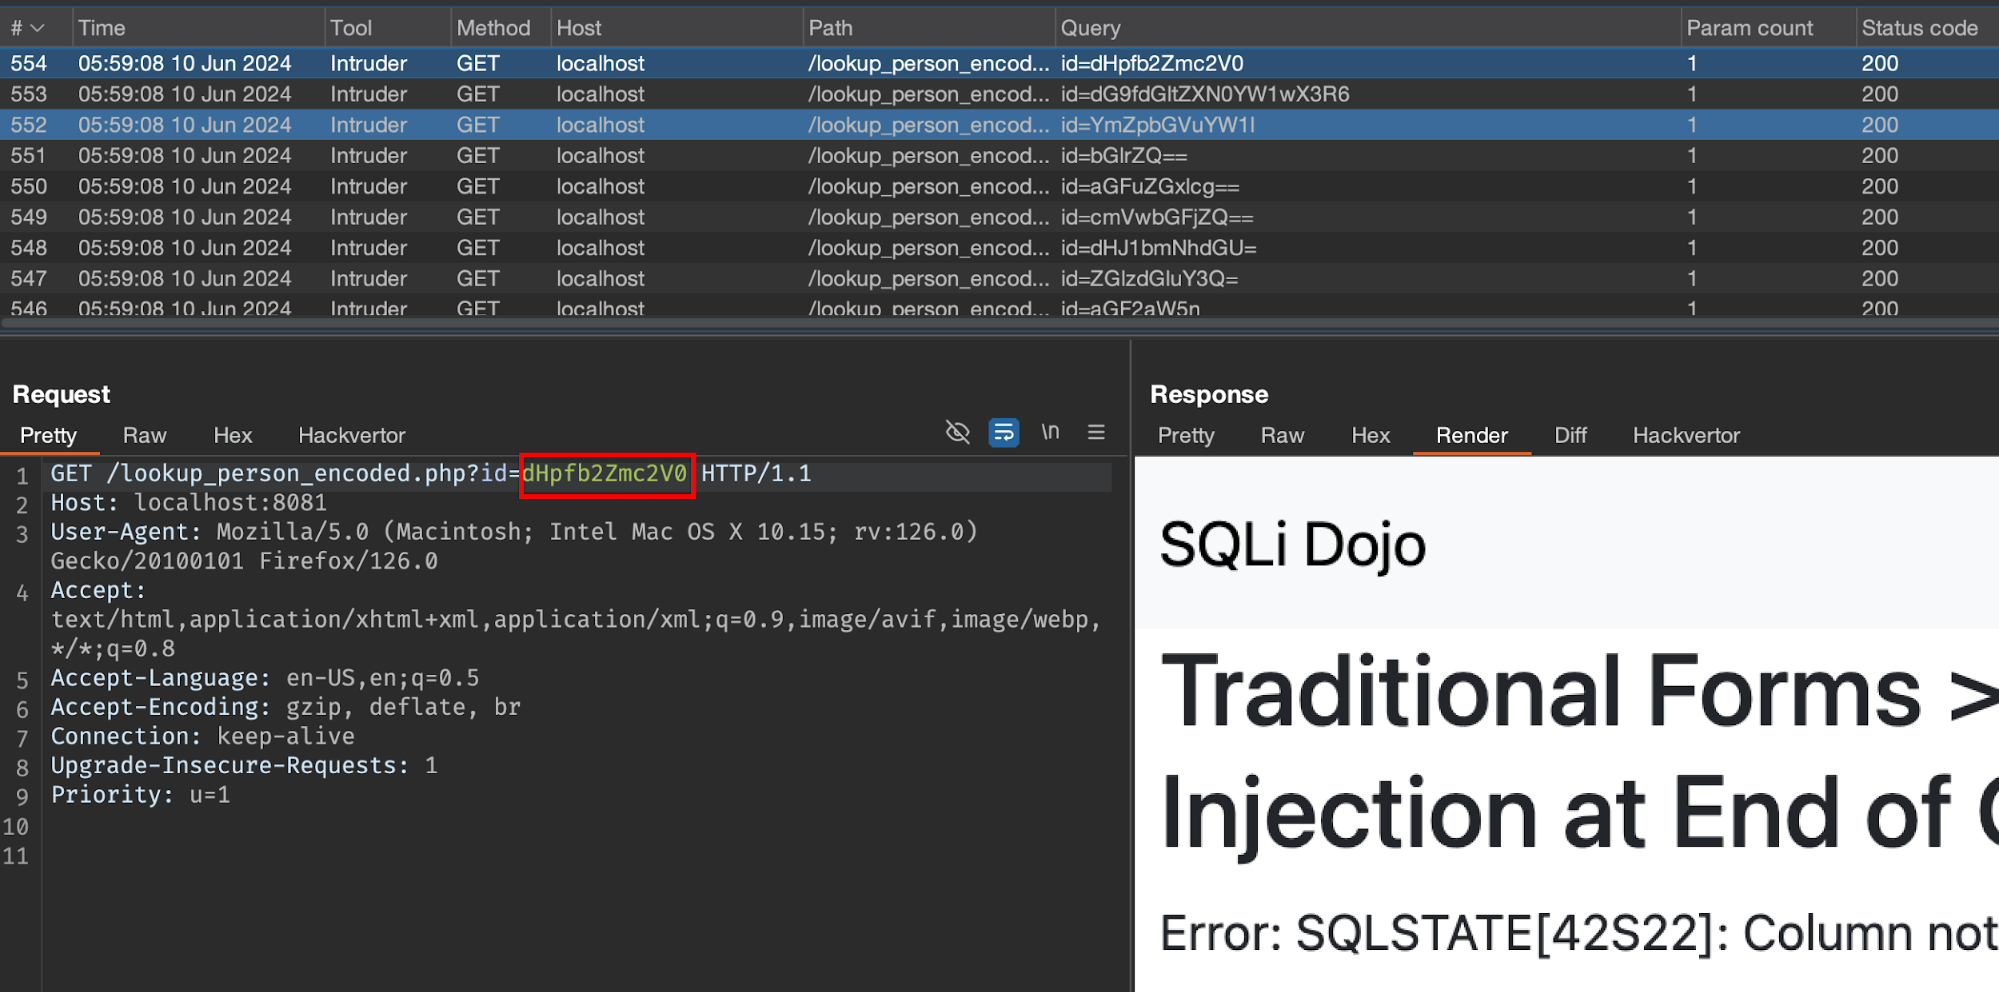 # Time Tool Method Host Path Query Param count Status code
554 05:59:08 10 Jun 2024 Intruder GET localhost /lookup_person_encod... id=dHpfb2Zmc2V0 1 200
553 05:59:08 10 Jun 2024 Intruder GET localhost /lookup_person_encod... id=dG9fdGltZXN0YW1wX3R6 1 200
552 05:59:08 10 Jun 2024 Intruder GET localhost /lookup_person_encod... id=YmZpbGVuYW1l 1 200
551 05:59:08 10 Jun 2024 Intruder GET localhost /lookup_person_encod... id=bGlrZQ== 1 200
550 05:59:08 10 Jun 2024 Intruder GET localhost /lookup_person_encod... id=aGFuZGxlcg== 1 200
549 05:59:08 10 Jun 2024 Intruder GET localhost /lookup_person_encod... id=cmVwbGFjZQ== 1 200
548 05:59:08 10 Jun 2024 Intruder GET localhost /lookup_person_encod... id=dHJ1bmNhdGU= 1 200
547 05:59:08 10 Jun 2024 Intruder GET localhost /lookup_person_encod... id=ZGlzdGluY3Q= 1 200
546 05:59:08 10 Jun 2024 Intruder GET localhost /lookup_person_encod... id=aGF2aW5n 1 200
Request
Pretty Raw Hex Hackvertor \n
1 GET /lookup_person_encoded.php?id=dHpfb2Zmc2V0 HTTP/1.1
2 Host: localhost:8081
3 User-Agent: Mozilla/5.0 (Macintosh; Intel Mac OS X 10.15; rv:126.0)
Gecko/20100101 Firefox/126.0
4 Accept:
text/html,application/xhtml+xml,application/xml;q=0.9,image/avif,image/webp,
*/*;q=0.8
5 Accept-Language: en-US,en;q=0.5
6 Accept-Encoding: gzip, deflate, br
7 Connection: keep-alive
8 Upgrade-Insecure-Requests: 1
9 Priority: u=1
10
11
Response
Pretty Raw Hex Render Diff Hackvertor
SQLi Dojo
Traditional Forms >
Injection at End of
Error: SQLSTATE[42S22]: Column not